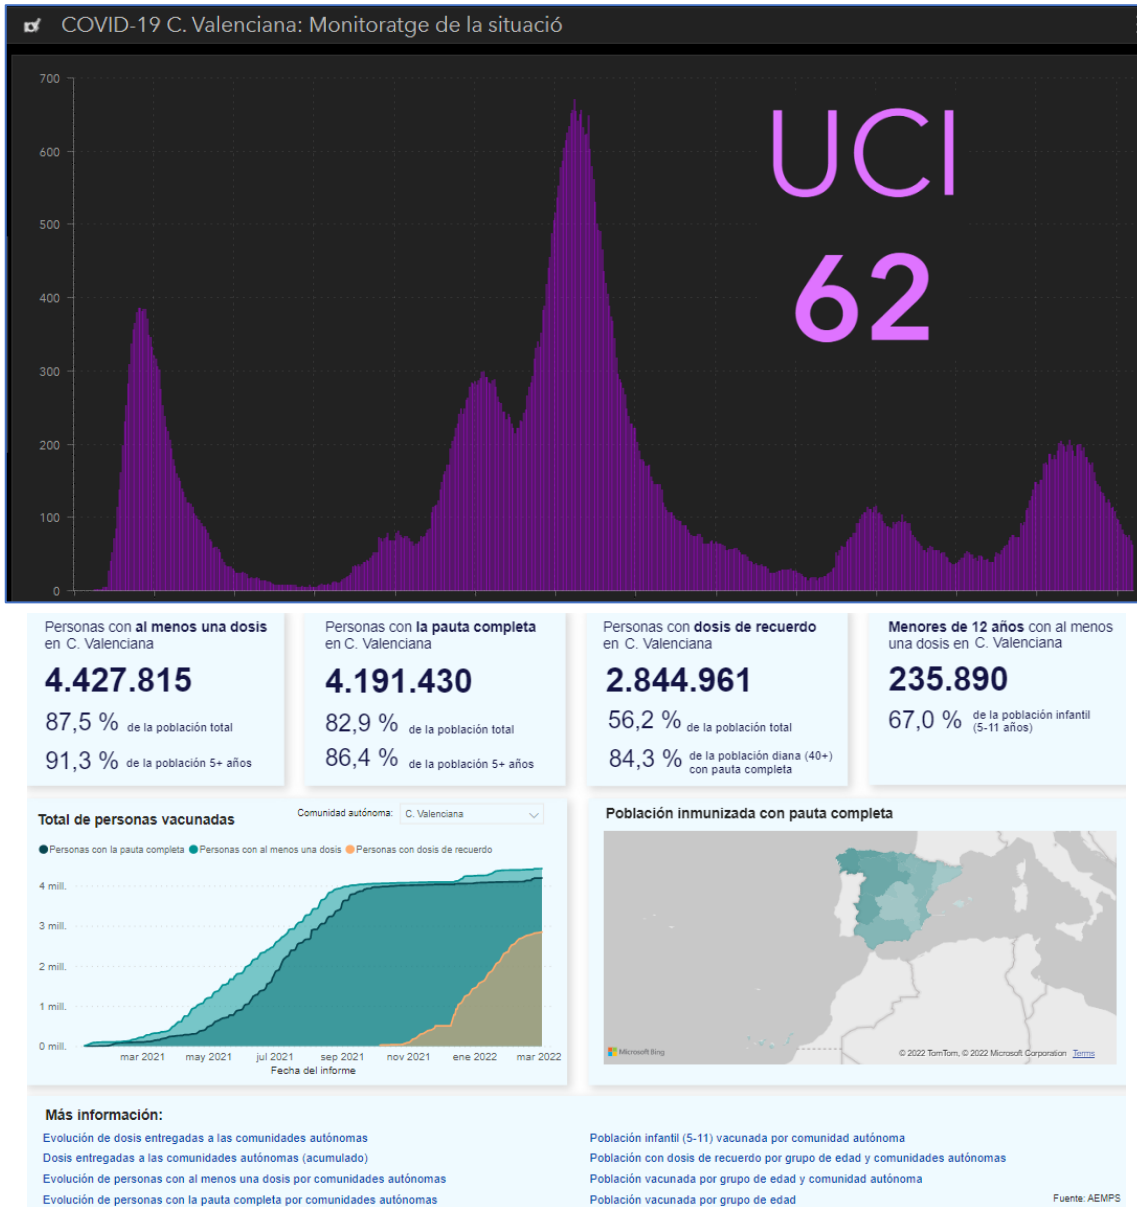 COVID-19 C. Valenciana: Monitoratge de la situació
700
600
500
400
300
200
100
0
UCI
62
Personas con al menos una dosis
en C. Valenciana
4.427.815
87,5 % de la población total
91,3 % de la población 5+ años
Personas con la pauta completa
en C. Valenciana
4.191.430
82,9 % de la población total
86,4 % de la población 5+ años
Personas con dosis de recuerdo
en C. Valenciana
2.844.961
56,2 % de la población total
84,3 % de la población diana (40+)
con pauta completa
Menores de 12 años con al menos
una dosis en C. Valenciana
235.890
67,0 % de la población infantil
(5-11 años)
Total de personas vacunadas
Comunidad autónoma: C. Valenciana
Personas con la pauta completa Personas con al menos una dosis Personas con dosis de recuerdo
4 mill.
3 mill.
2 mill.
1 mill.
0 mill.
mar 2021 may 2021 jul 2021 sep 2021 nov 2021 ene 2022 mar 2022
Fecha del informe
Población inmunizada con pauta completa
Microsoft Bing
© 2022 TomTom, © 2022 Microsoft Corporation Terms
Más información:
Evolución de dosis entregadas a las comunidades autónomas
Dosis entregadas a las comunidades autónomas (acumulado)
Evolución de personas con al menos una dosis por comunidades autónomas
Evolución de personas con la pauta completa por comunidades autónomas
Población infantil (5-11) vacunada por comunidad autónoma
Población con dosis de recuerdo por grupo de edad y comunidades autónomas
Población vacunada por grupo de edad y comunidad autónoma
Población vacunada por grupo de edad
Fuente: AEMPS